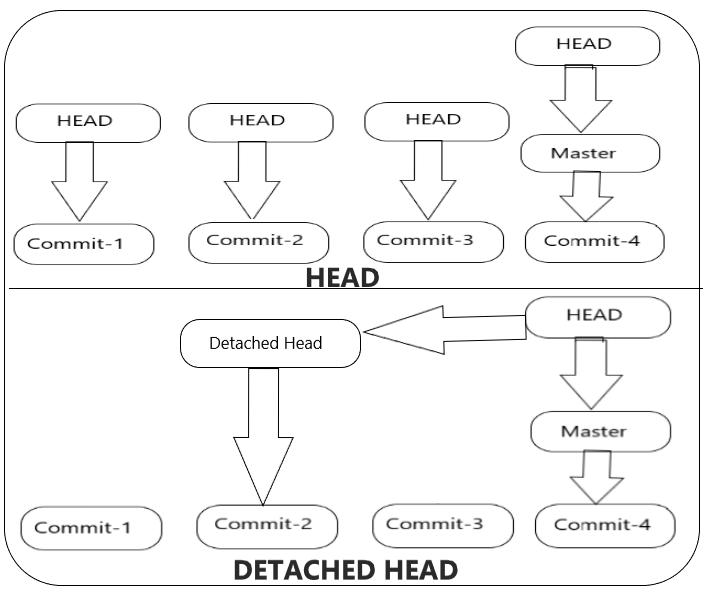 HEAD
HEAD
HEAD
HEAD
Master
Commit-1
Commit-2
Commit-3
Commit-4
HEAD
HEAD
Detached Head
Master
Commit-1
Commit-2
Commit-3
Commit-4
DETACHED HEAD